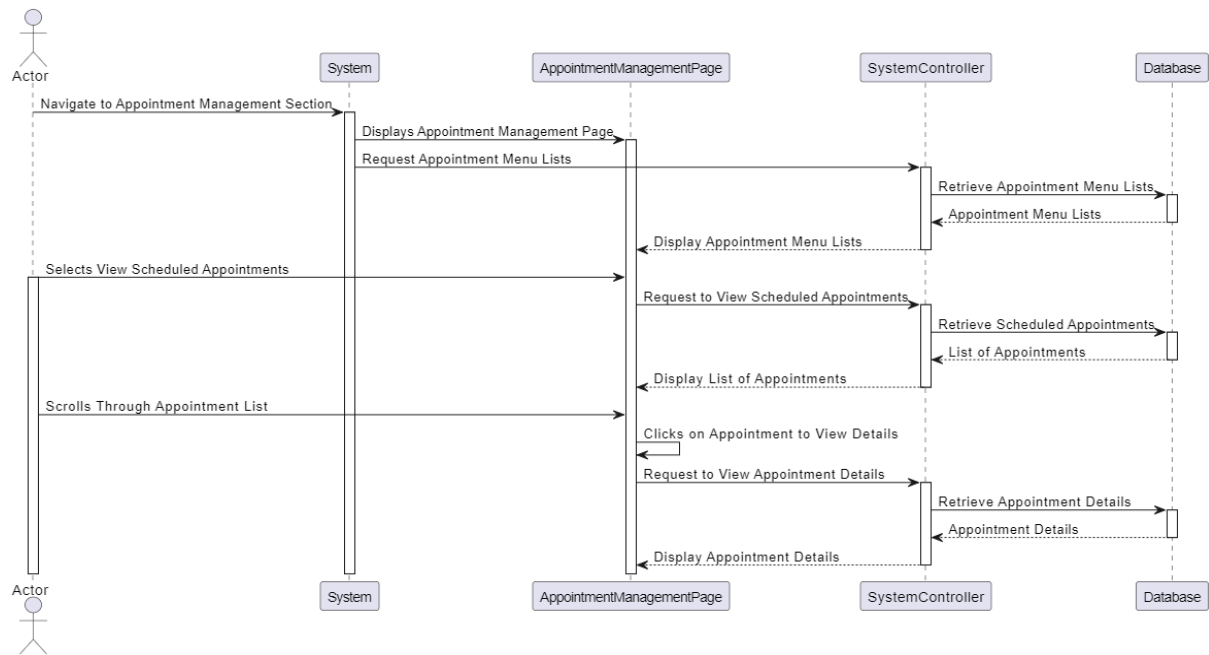 Actor
System
AppointmentManagementPage
SystemController
Database
Navigate to Appointment Management Section
Displays Appointment Management Page
Request Appointment Menu Lists
Retrieve Appointment Menu Lists
Appointment Menu Lists
Display Appointment Menu Lists
Selects View Scheduled Appointments
Request to View Scheduled Appointments
Retrieve Scheduled Appointments
List of Appointments
Display List of Appointments
Scrolls Through Appointment List
Clicks on Appointment to View Details
Request to View Appointment Details
Retrieve Appointment Details
Appointment Details
Display Appointment Details
Actor
System
AppointmentManagementPage
SystemController
Database